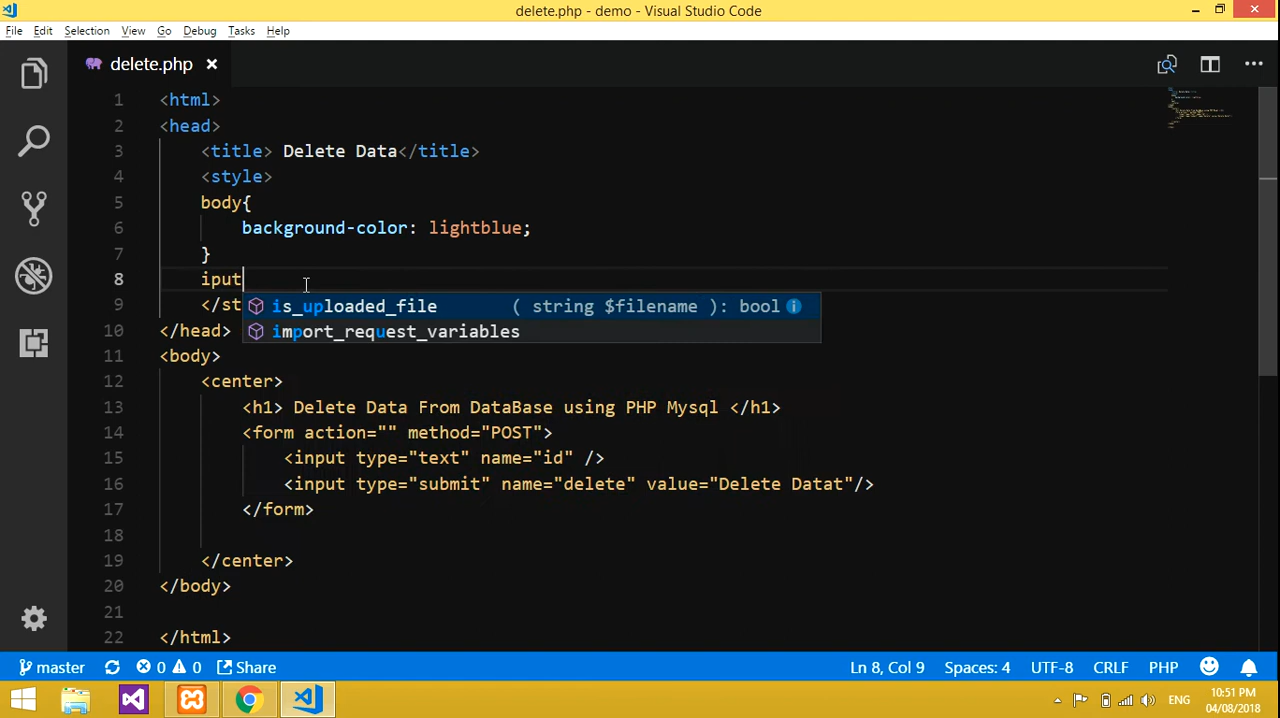 delete.php - demo - Visual Studio Code
File Edit Selection View Go Debug Tasks Help
delete.php
1 <html>
2 <head>
3 <title> Delete Data</title>
4 <style>
5 body{
6 background-color: lightblue;
7 }
8 iput
is_uploaded_file ( string $filename ): bool
9 </st
import_request_variables
10 </head>
11 <body>
12 <center>
13 <h1> Delete Data From DataBase using PHP Mysql </h1>
14 <form action="" method="POST">
15 <input type="text" name="id" />
16 <input type="submit" name="delete" value="Delete Datat"/>
17 </form>
18
19 </center>
20 </body>
21
22 </html>
master 0 0 Share Ln 8, Col 9 Spaces: 4 UTF-8 CRLF PHP
ENG 10:51 PM
04/08/2018